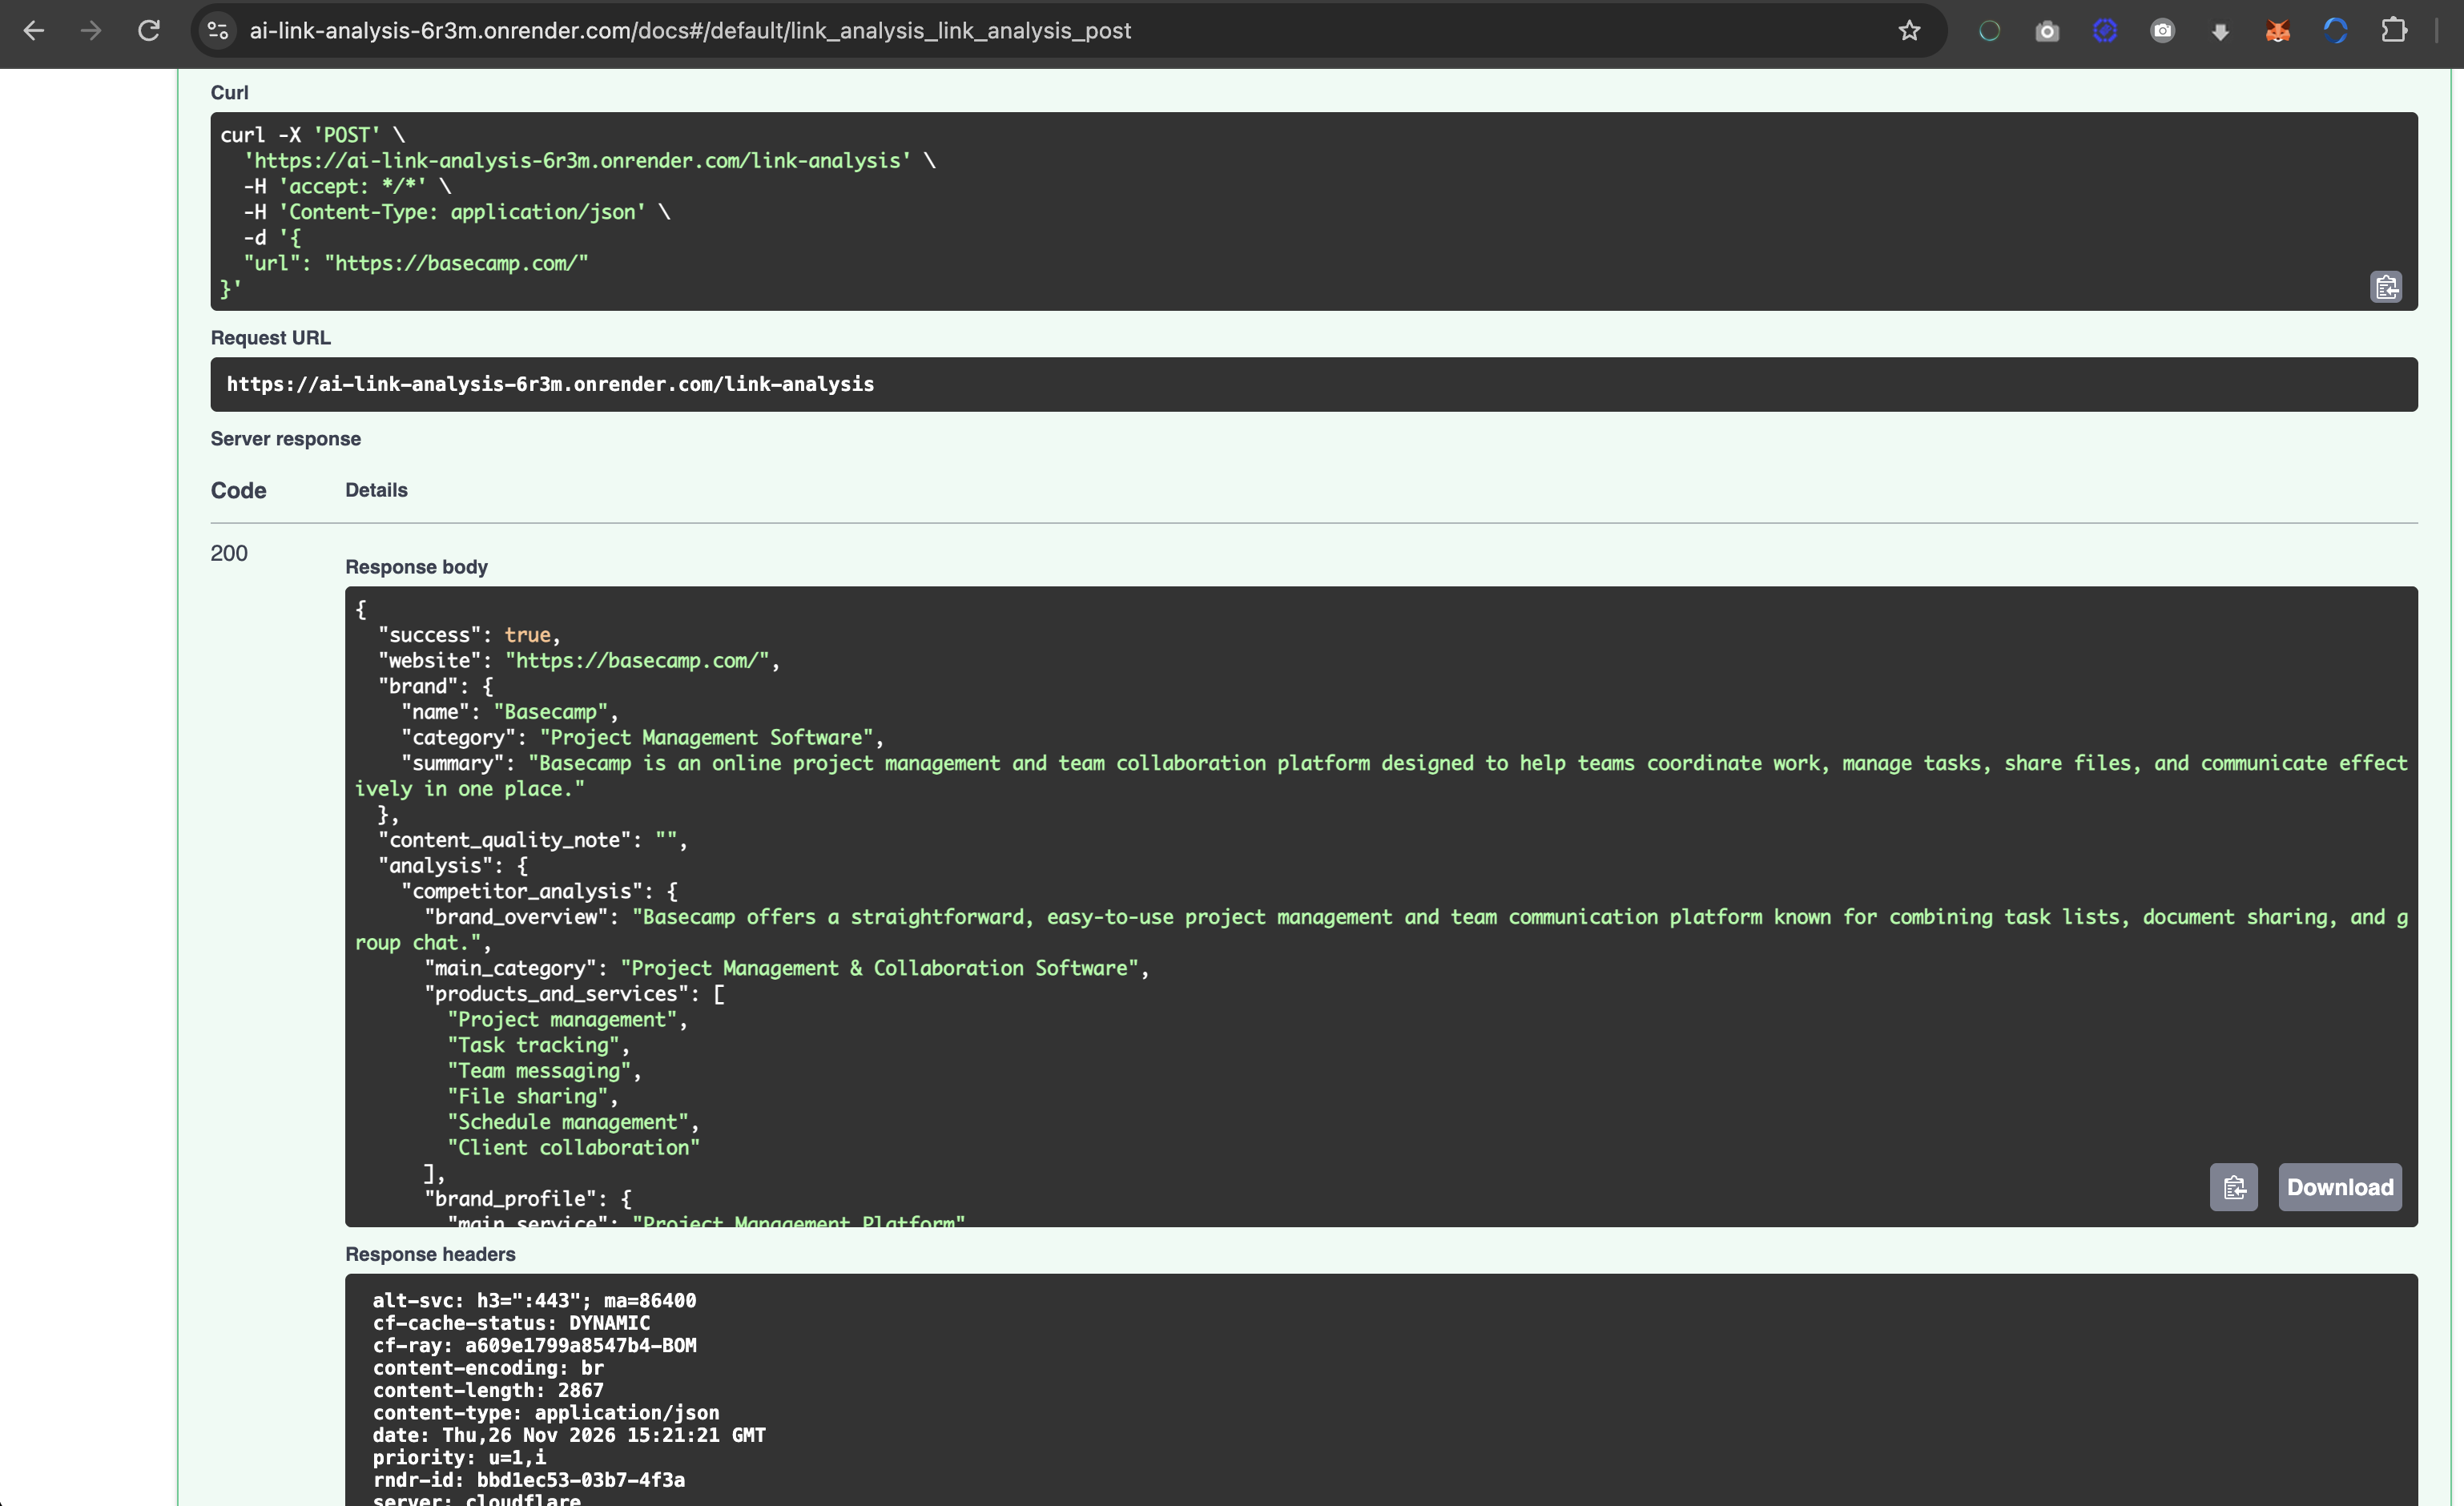 ai-link-analysis-6r3m.onrender.com/docs#/default/link_analysis_link_analysis_post
Curl
curl -X 'POST' \
  'https://ai-link-analysis-6r3m.onrender.com/link-analysis' \
  -H 'accept: */*' \
  -H 'Content-Type: application/json' \
  -d '{
  "url": "https://basecamp.com/"
}'
Request URL
https://ai-link-analysis-6r3m.onrender.com/link-analysis
Server response
Code Details
200
Response body
{
  "success": true,
  "website": "https://basecamp.com/",
  "brand": {
    "name": "Basecamp",
    "category": "Project Management Software",
    "summary": "Basecamp is an online project management and team collaboration platform designed to help teams coordinate work, manage tasks, share files, and communicate effect
ively in one place."
  },
  "content_quality_note": "",
  "analysis": {
    "competitor_analysis": {
      "brand_overview": "Basecamp offers a straightforward, easy-to-use project management and team communication platform known for combining task lists, document sharing, and g
roup chat.",
      "main_category": "Project Management & Collaboration Software",
      "products_and_services": [
        "Project management",
        "Task tracking",
        "Team messaging",
        "File sharing",
        "Schedule management",
        "Client collaboration"
      ],
      "brand_profile": {
        "main_service": "Project Management Platform"
Download
Response headers
alt-svc: h3=":443"; ma=86400
cf-cache-status: DYNAMIC
cf-ray: a609e1799a8547b4-BOM
content-encoding: br
content-length: 2867
content-type: application/json
date: Thu,26 Nov 2026 15:21:21 GMT
priority: u=1,i
rndr-id: bbd1ec53-03b7-4f3a
server: cloudflare